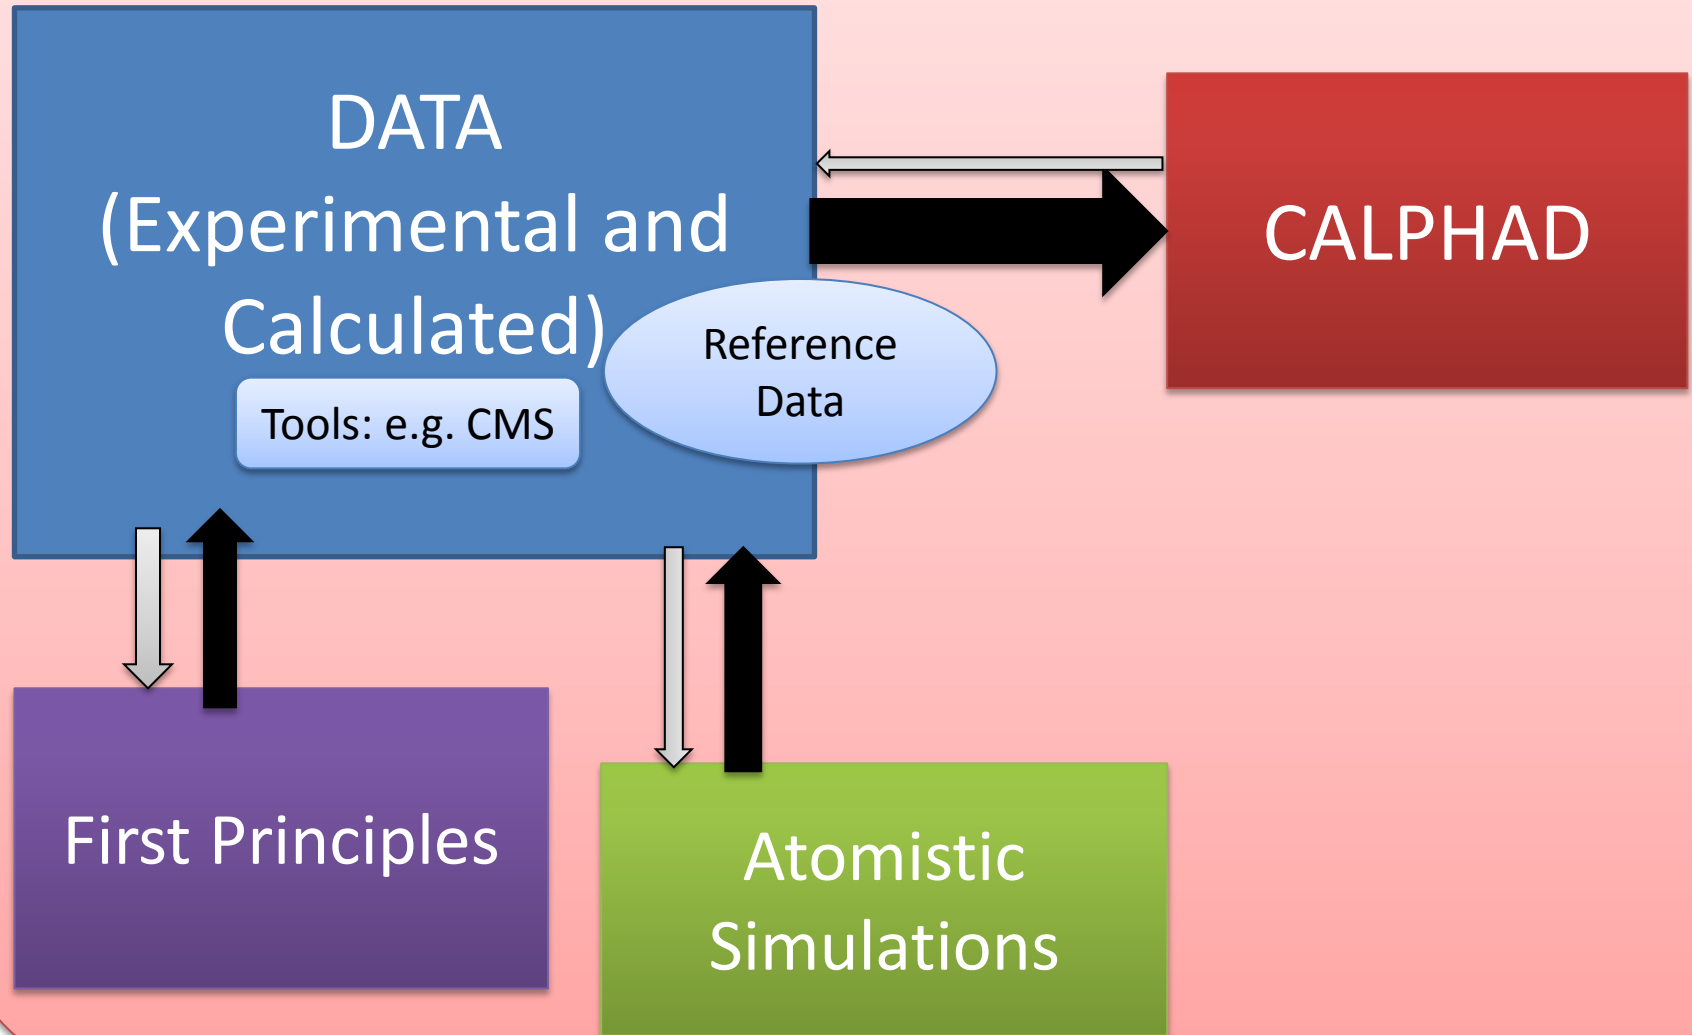 DATA
(Experimental and
Calculated)
Tools: e.g. CMS
Reference
Data
CALPHAD
First Principles
Atomistic
Simulations